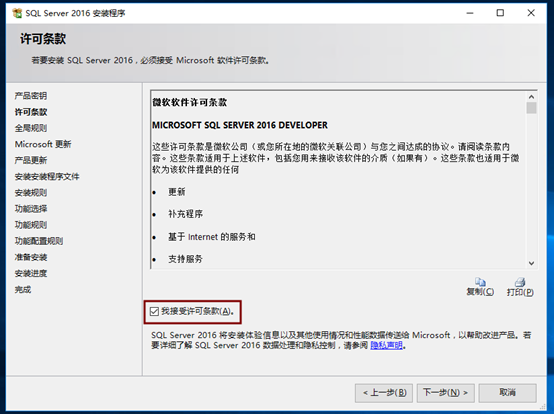 SQL Server 2016 安装程序
许可条款
若要安装 SQL Server 2016，必须接受 Microsoft 软件许可条款。
产品密钥
许可条款
全局规则
Microsoft 更新
产品更新
安装安装程序文件
安装规则
功能选择
功能规则
功能配置规则
准备安装
安装进度
完成
微软软件许可条款
MICROSOFT SQL SERVER 2016 DEVELOPER
这些许可条款是微软公司（或您所在地的微软关联公司）与您之间达成的协议。请阅读条款内
容。这些条款适用于上述软件，包括您用来接收该软件的介质（如果有）。这些条款也适用于微
软为该软件提供的任何
• 更新
• 补充程序
• 基于 Internet 的服务和
• 支持服务
复制(C) 打印(P)
我接受许可条款(A)。
SQL Server 2016 将安装体验信息以及其他使用情况和性能数据传送给 Microsoft，以帮助改进产品。若
要详细了解 SQL Server 2016 数据处理和隐私控制，请参阅 隐私声明。
< 上一步(B) 下一步(N) > 取消